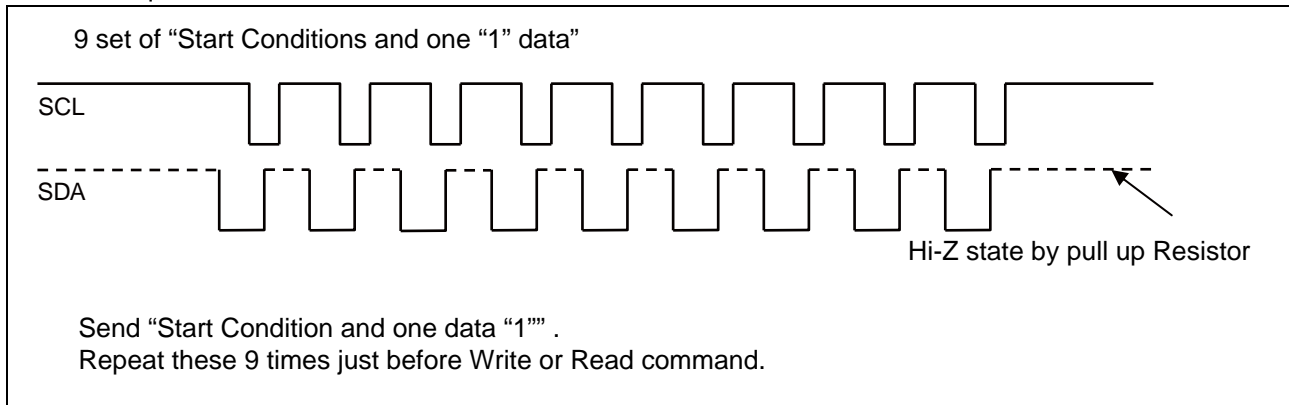 9 set of “Start Conditions and one “1” data”
SCL
SDA
Hi-Z state by pull up Resistor
Send “Start Condition and one data “1”” .
Repeat these 9 times just before Write or Read command.